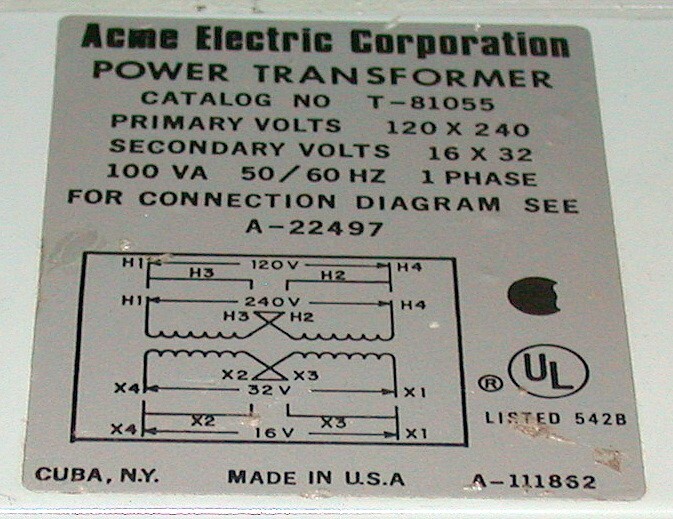 Acme Electric Corporation
POWER TRANSFORMER
CATALOG NO T-81055
PRIMARY VOLTS 120 X 240
SECONDARY VOLTS 16 X 32
100 VA 50/60 HZ 1 PHASE
FOR CONNECTION DIAGRAM SEE
A-22497
H1 120V H4
H3 H2
H1 240V H4
H3 H2
X2 X3
X4 32V X1
X2 X3
X4 16V X1
® UL
LISTED 542B
CUBA, N.Y. MADE IN U.S.A A-111862